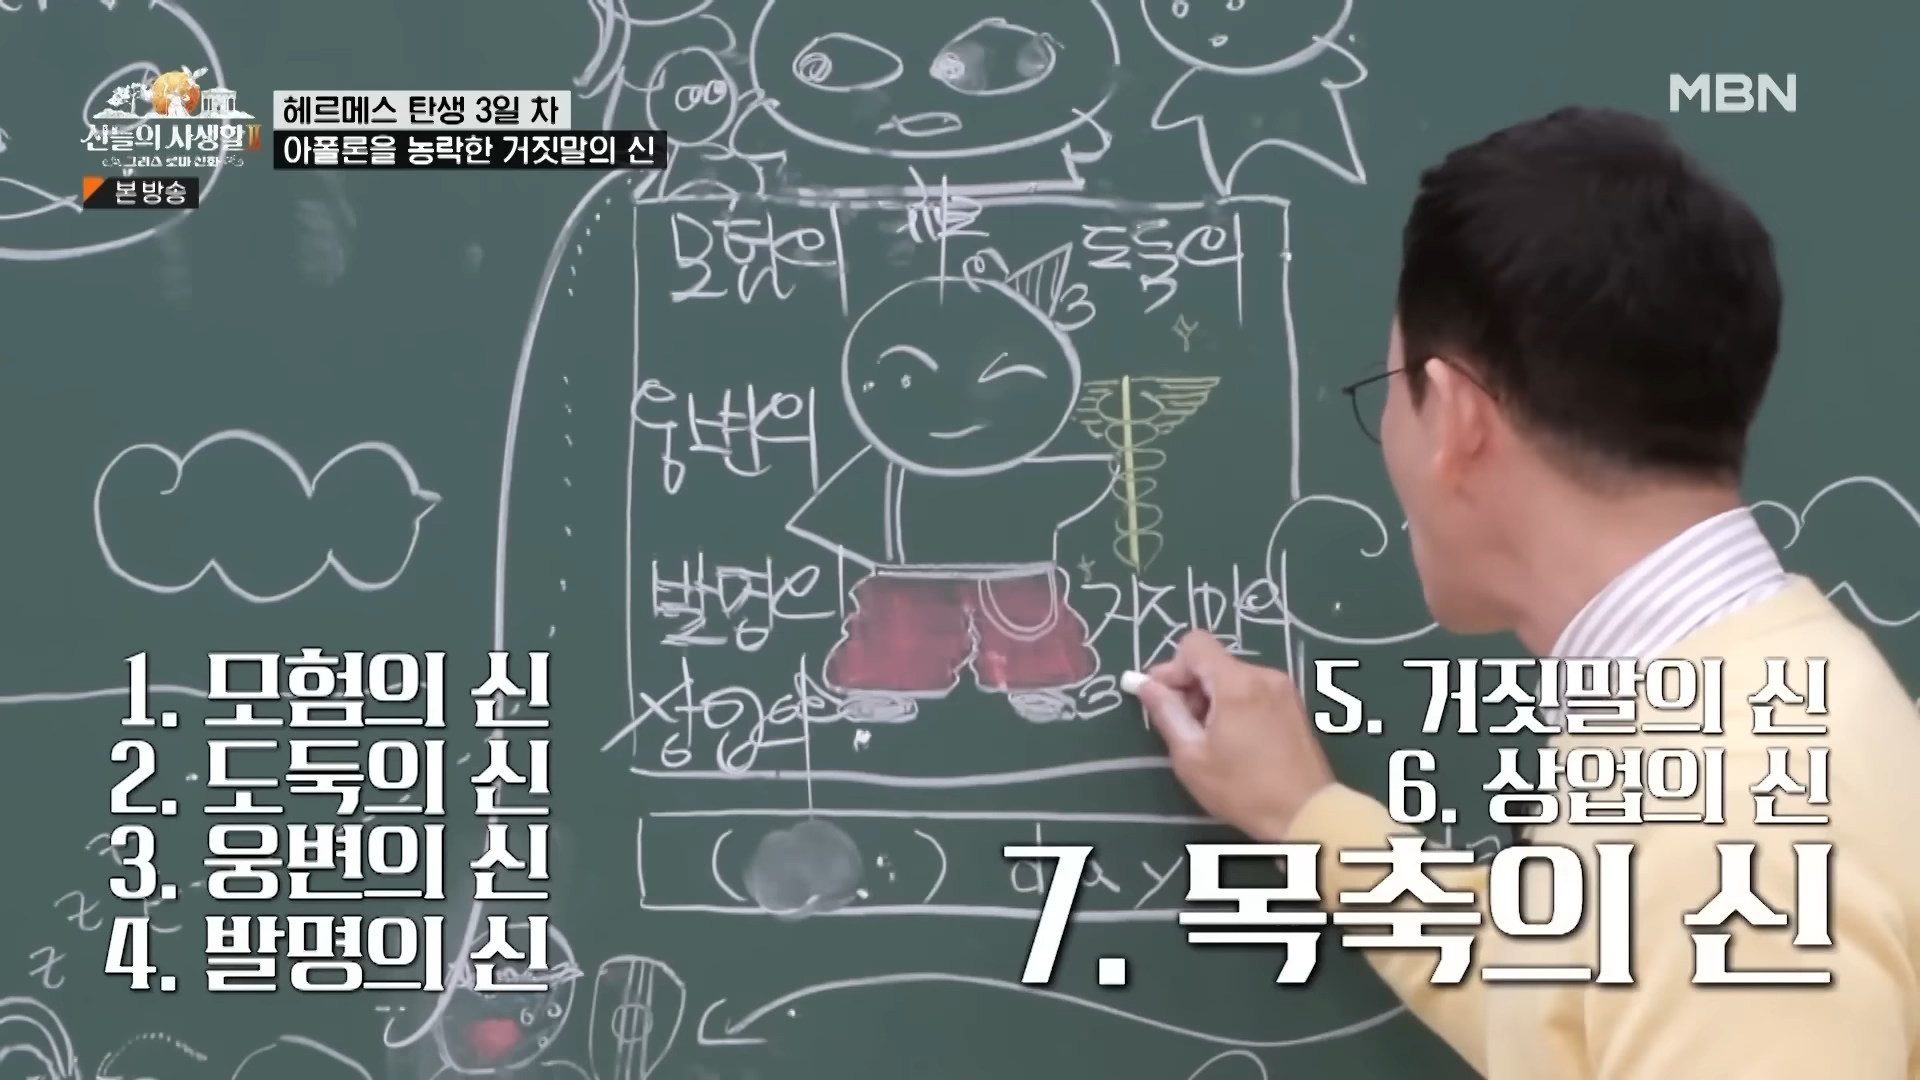 신들의 사생활 II
그리스 로마 신화
본 방송
헤르메스 탄생 3일 차
아폴론을 농락한 거짓말의 신
MBN
모험의
도둑의
웅변의
발명의
거짓말의
상업의
( ) day
z
z
z
1. 모험의 신
2. 도둑의 신
3. 웅변의 신
4. 발명의 신
5. 거짓말의 신
6. 상업의 신
7. 목축의 신